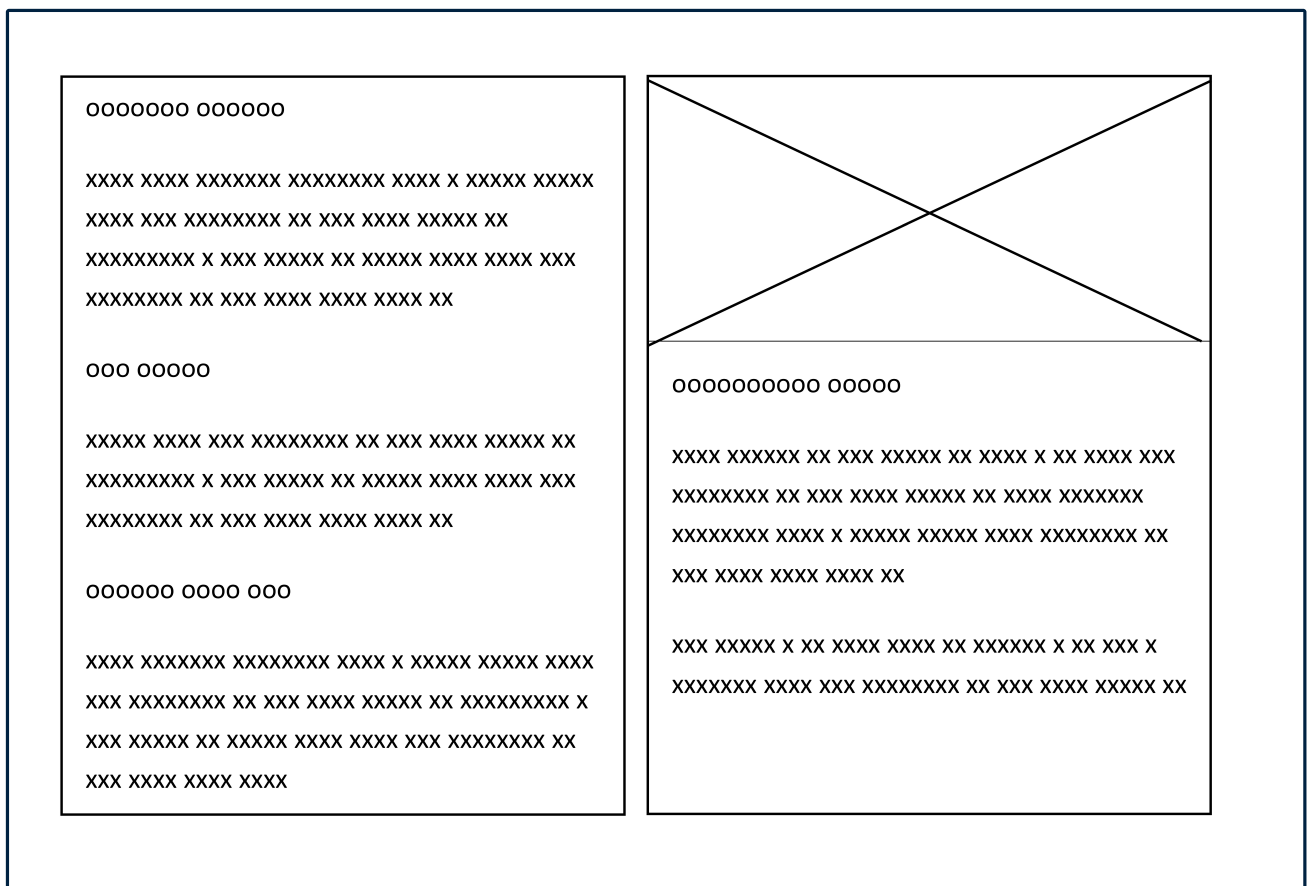 ooooooo oooooo
xxxx xxxx xxxxxxx xxxxxxxx xxxx x xxxxx xxxxx
xxxx xxx xxxxxxxx xx xxx xxxx xxxxx xx
xxxxxxxxx x xxx xxxxx xx xxxxx xxxx xxxx xxx
xxxxxxxx xx xxx xxxx xxxx xxxx xx
ooo ooooo
xxxxx xxxx xxx xxxxxxxx xx xxx xxxx xxxxx xx
xxxxxxxxx x xxx xxxxx xx xxxxx xxxx xxxx xxx
xxxxxxxx xx xxx xxxx xxxx xxxx xx
oooooo oooo ooo
xxxx xxxxxxx xxxxxxxx xxxx x xxxxx xxxxx xxxx
xxx xxxxxxxx xx xxx xxxx xxxxx xx xxxxxxxxx x
xxx xxxxx xx xxxxx xxxx xxxx xxx xxxxxxxx xx
xxx xxxx xxxx xxxx
oooooooooo ooooo
xxxx xxxxxx xx xxx xxxxx xx xxxx x xx xxxx xxx
xxxxxxxx xx xxx xxxx xxxxx xx xxxx xxxxxxx
xxxxxxxx xxxx x xxxxx xxxxx xxxx xxxxxxxx xx
xxx xxxx xxxx xxxx xx
xxx xxxxx x xx xxxx xxxx xx xxxxxx x xx xxx x
xxxxxxx xxxx xxx xxxxxxxx xx xxx xxxx xxxxx xx